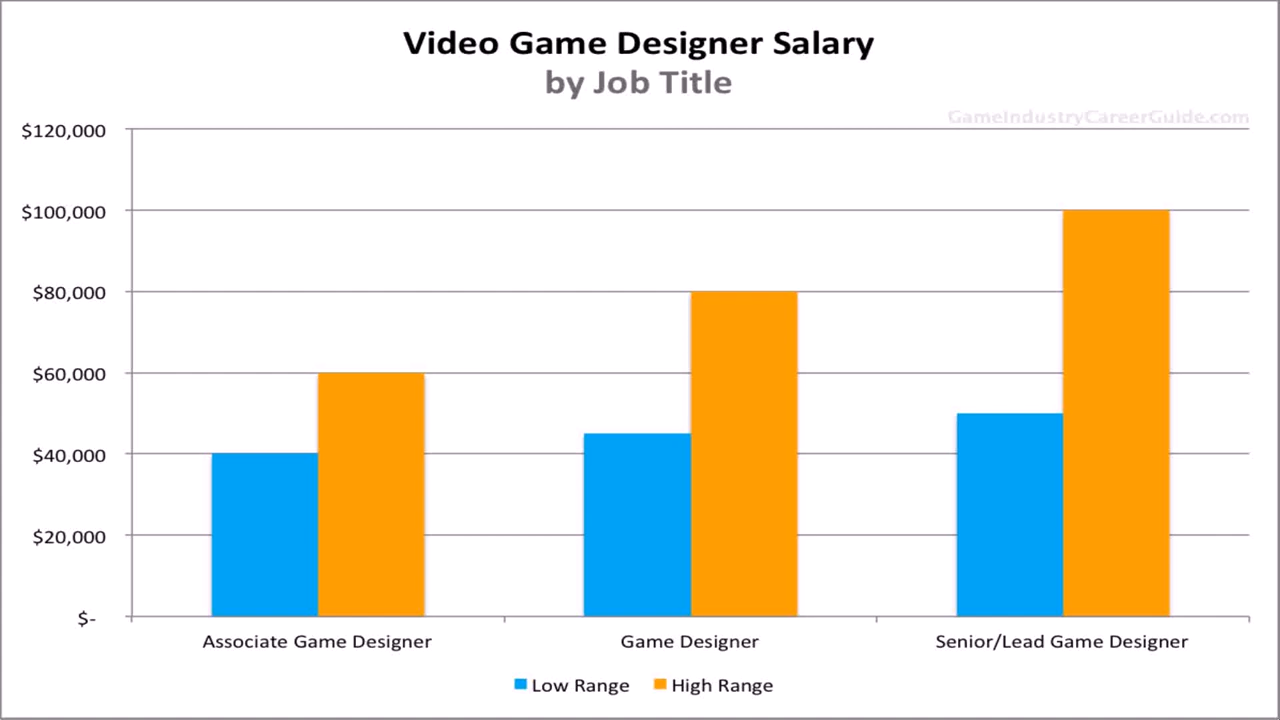 Video Game Designer Salary
by Job Title
GameIndustryCareerGuide.com
$120,000
$100,000
$80,000
$60,000
$40,000
$20,000
$-
Associate Game Designer
Game Designer
Senior/Lead Game Designer
Low Range
High Range